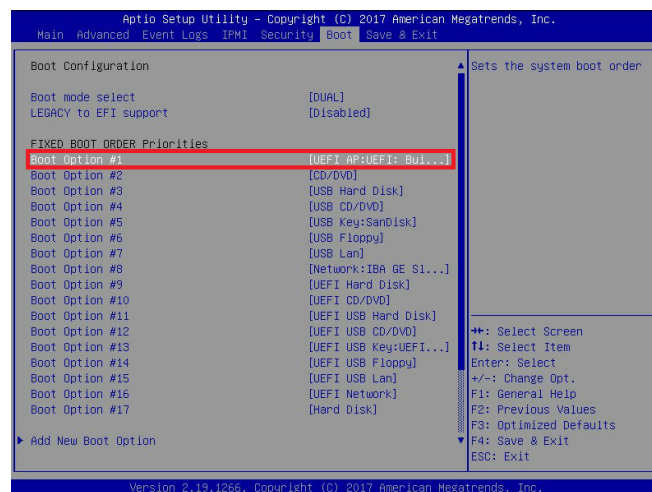 Aptio Setup Utility – Copyright (C) 2017 American Megatrends, Inc.
Main Advanced Event Logs IPMI Security Boot Save & Exit
Boot Configuration
Boot mode select [DUAL]
LEGACY to EFI support [Disabled]
FIXED BOOT ORDER Priorities
Boot Option #1 [UEFI AP:UEFI: Bui...]
Boot Option #2 [CD/DVD]
Boot Option #3 [USB Hard Disk]
Boot Option #4 [USB CD/DVD]
Boot Option #5 [USB Key:SanDisk]
Boot Option #6 [USB Floppy]
Boot Option #7 [USB Lan]
Boot Option #8 [Network:IBA GE Sl...]
Boot Option #9 [UEFI Hard Disk]
Boot Option #10 [UEFI CD/DVD]
Boot Option #11 [UEFI USB Hard Disk]
Boot Option #12 [UEFI USB CD/DVD]
Boot Option #13 [UEFI USB Key:UEFI...]
Boot Option #14 [UEFI USB Floppy]
Boot Option #15 [UEFI USB Lan]
Boot Option #16 [UEFI Network]
Boot Option #17 [Hard Disk]
Add New Boot Option
Sets the system boot order
→←: Select Screen
↑↓: Select Item
Enter: Select
+/-: Change Opt.
F1: General Help
F2: Previous Values
F3: Optimized Defaults
F4: Save & Exit
ESC: Exit
Version 2.19.1266. Copyright (C) 2017 American Megatrends, Inc.